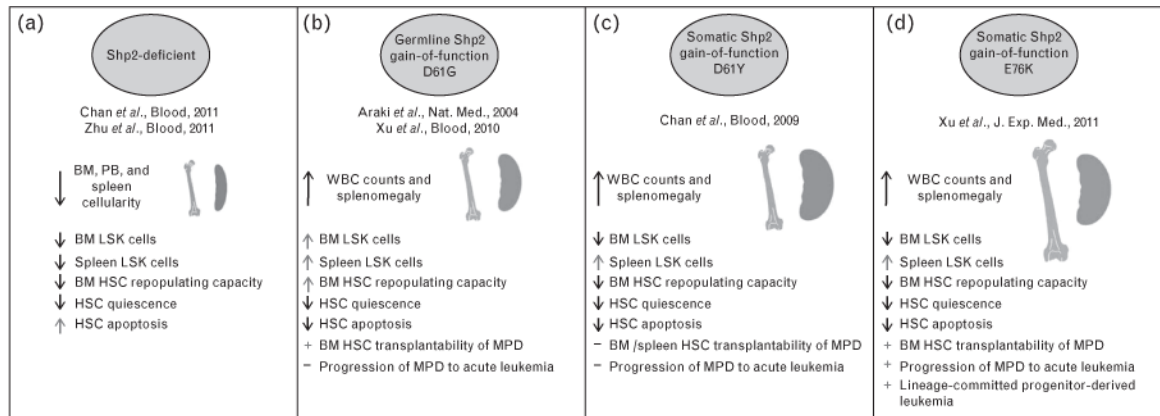 (a)
Shp2-deficient
Chan et al., Blood, 2011
Zhu et al., Blood, 2011
↓ BM, PB, and
spleen
cellularity
↓ BM LSK cells
↓ Spleen LSK cells
↓ BM HSC repopulating capacity
↓ HSC quiescence
↑ HSC apoptosis
(b)
Germline Shp2
gain-of-function
D61G
Araki et al., Nat. Med., 2004
Xu et al., Blood, 2010
↑ WBC counts and
splenomegaly
↑ BM LSK cells
↑ Spleen LSK cells
↑ BM HSC repopulating capacity
↓ HSC quiescence
↓ HSC apoptosis
+ BM HSC transplantability of MPD
– Progression of MPD to acute leukemia
(c)
Somatic Shp2
gain-of-function
D61Y
Chan et al., Blood, 2009
↑ WBC counts and
splenomegaly
↓ BM LSK cells
↑ Spleen LSK cells
↓ BM HSC repopulating capacity
↓ HSC quiescence
↓ HSC apoptosis
– BM /spleen HSC transplantability of MPD
– Progression of MPD to acute leukemia
(d)
Somatic Shp2
gain-of-function
E76K
Xu et al., J. Exp. Med., 2011
↑ WBC counts and
splenomegaly
↓ BM LSK cells
↑ Spleen LSK cells
↓ BM HSC repopulating capacity
↓ HSC quiescence
↓ HSC apoptosis
+ BM HSC transplantability of MPD
+ Progression of MPD to acute leukemia
+ Lineage-committed progenitor-derived
leukemia